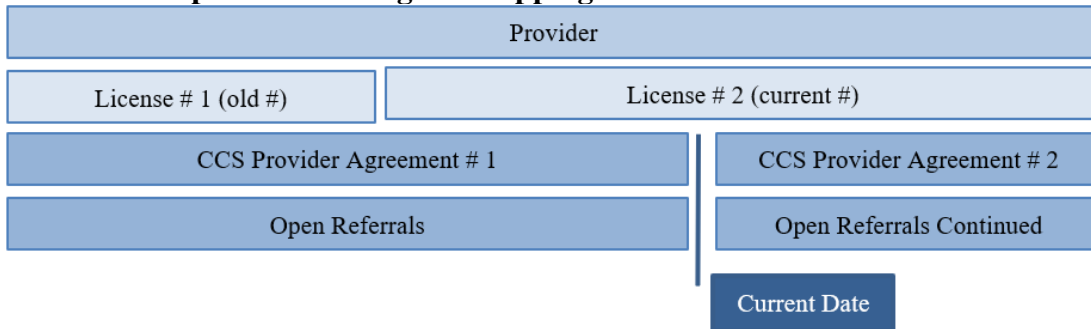 Provider
License # 1 (old #)
License # 2 (current #)
CCS Provider Agreement # 1
CCS Provider Agreement # 2
Open Referrals
Open Referrals Continued
Current Date